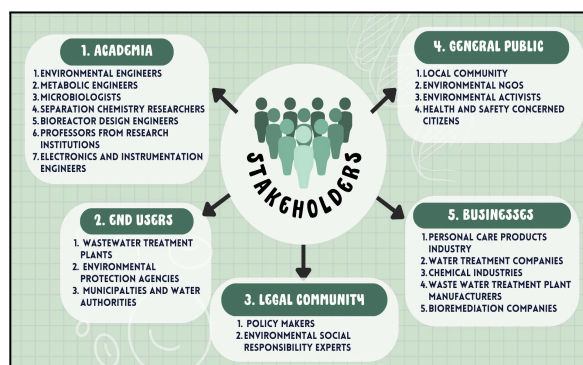 1. ACADEMIA
1. ENVIRONMENTAL ENGINEERS
2. METABOLIC ENGINEERS
3. MICROBIOLOGISTS
4. SEPARATION CHEMISTRY RESEARCHERS
5. BIOREACTOR DESIGN ENGINEERS
6. PROFESSORS FROM RESEARCH
INSTITUTIONS
7. ELECTRONICS AND INSTRUMENTATION
ENGINEERS
2. END USERS
1. WASTEWATER TREATMENT
PLANTS
2. ENVIRONMENTAL
PROTECTION AGENCIES
3. MUNICIPALTIES AND WATER
AUTHORITIES
STAKEHOLDERS
3. LEGAL COMMUNITY
1. POLICY MAKERS
2. ENVIRONMENTAL SOCIAL
RESPONSIBILITY EXPERTS
4. GENERAL PUBLIC
1. LOCAL COMMUNITY
2. ENVIRONMENTAL NGOS
3. ENVIRONMENTAL ACTIVISTS
4. HEALTH AND SAFETY CONCERNED
CITIZENS
5. BUSINESSES
1. PERSONAL CARE PRODUCTS
INDUSTRY
2. WATER TREATMENT COMPANIES
3. CHEMICAL INDUSTRIES
4. WASTE WATER TREATMENT PLANT
MANUFACTURERS
5. BIOREMEDIATION COMPANIES